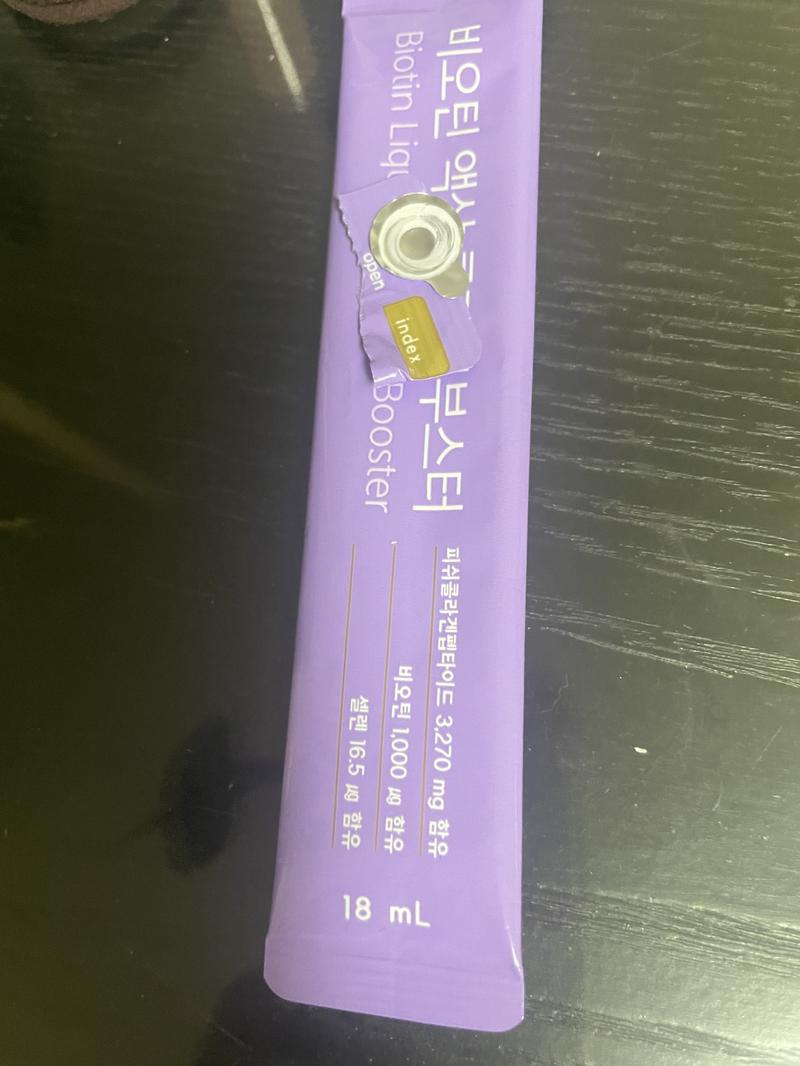 비오틴 액상 부스터
Biotin Booster
open
index
피쉬콜라겐펩타이드 3,270 mg 함유
비오틴 1,000 ㎍ 함유
셀렌 16.5 ㎍ 함유
18 mL